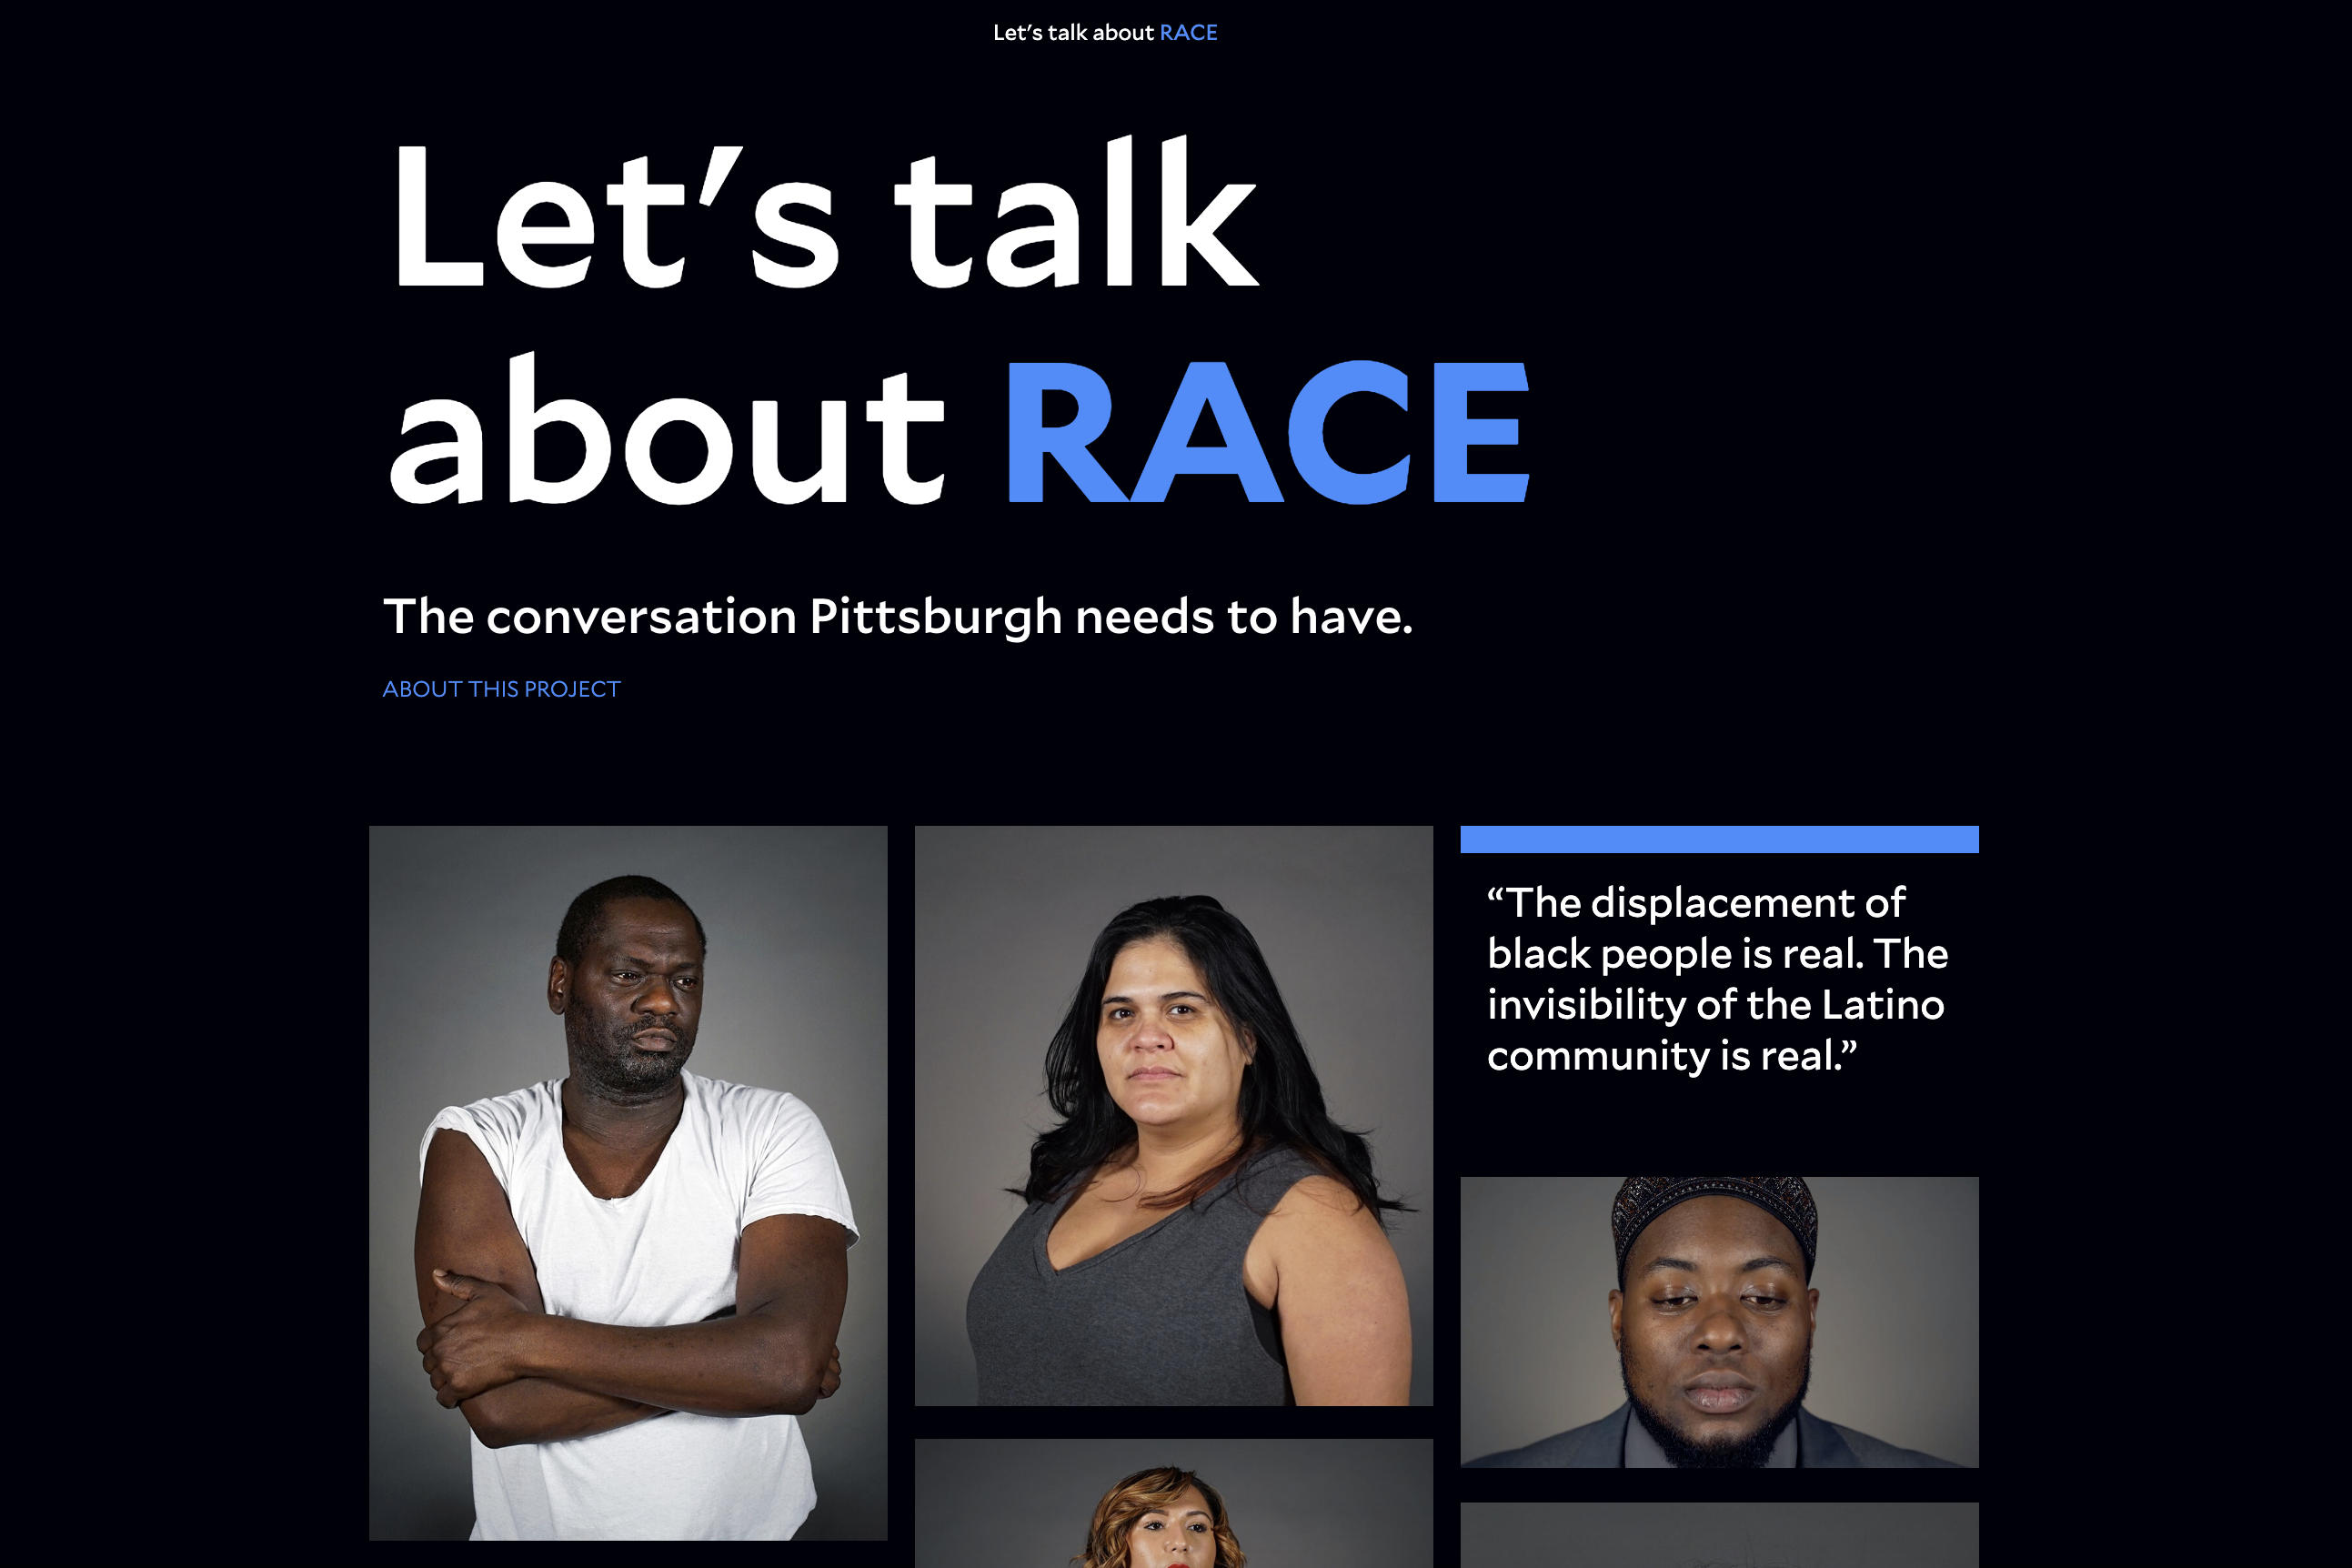 Let's talk about RACE
Let's talk
about RACE
The conversation Pittsburgh needs to have.
ABOUT THIS PROJECT
“The displacement of
black people is real. The
invisibility of the Latino
community is real.”